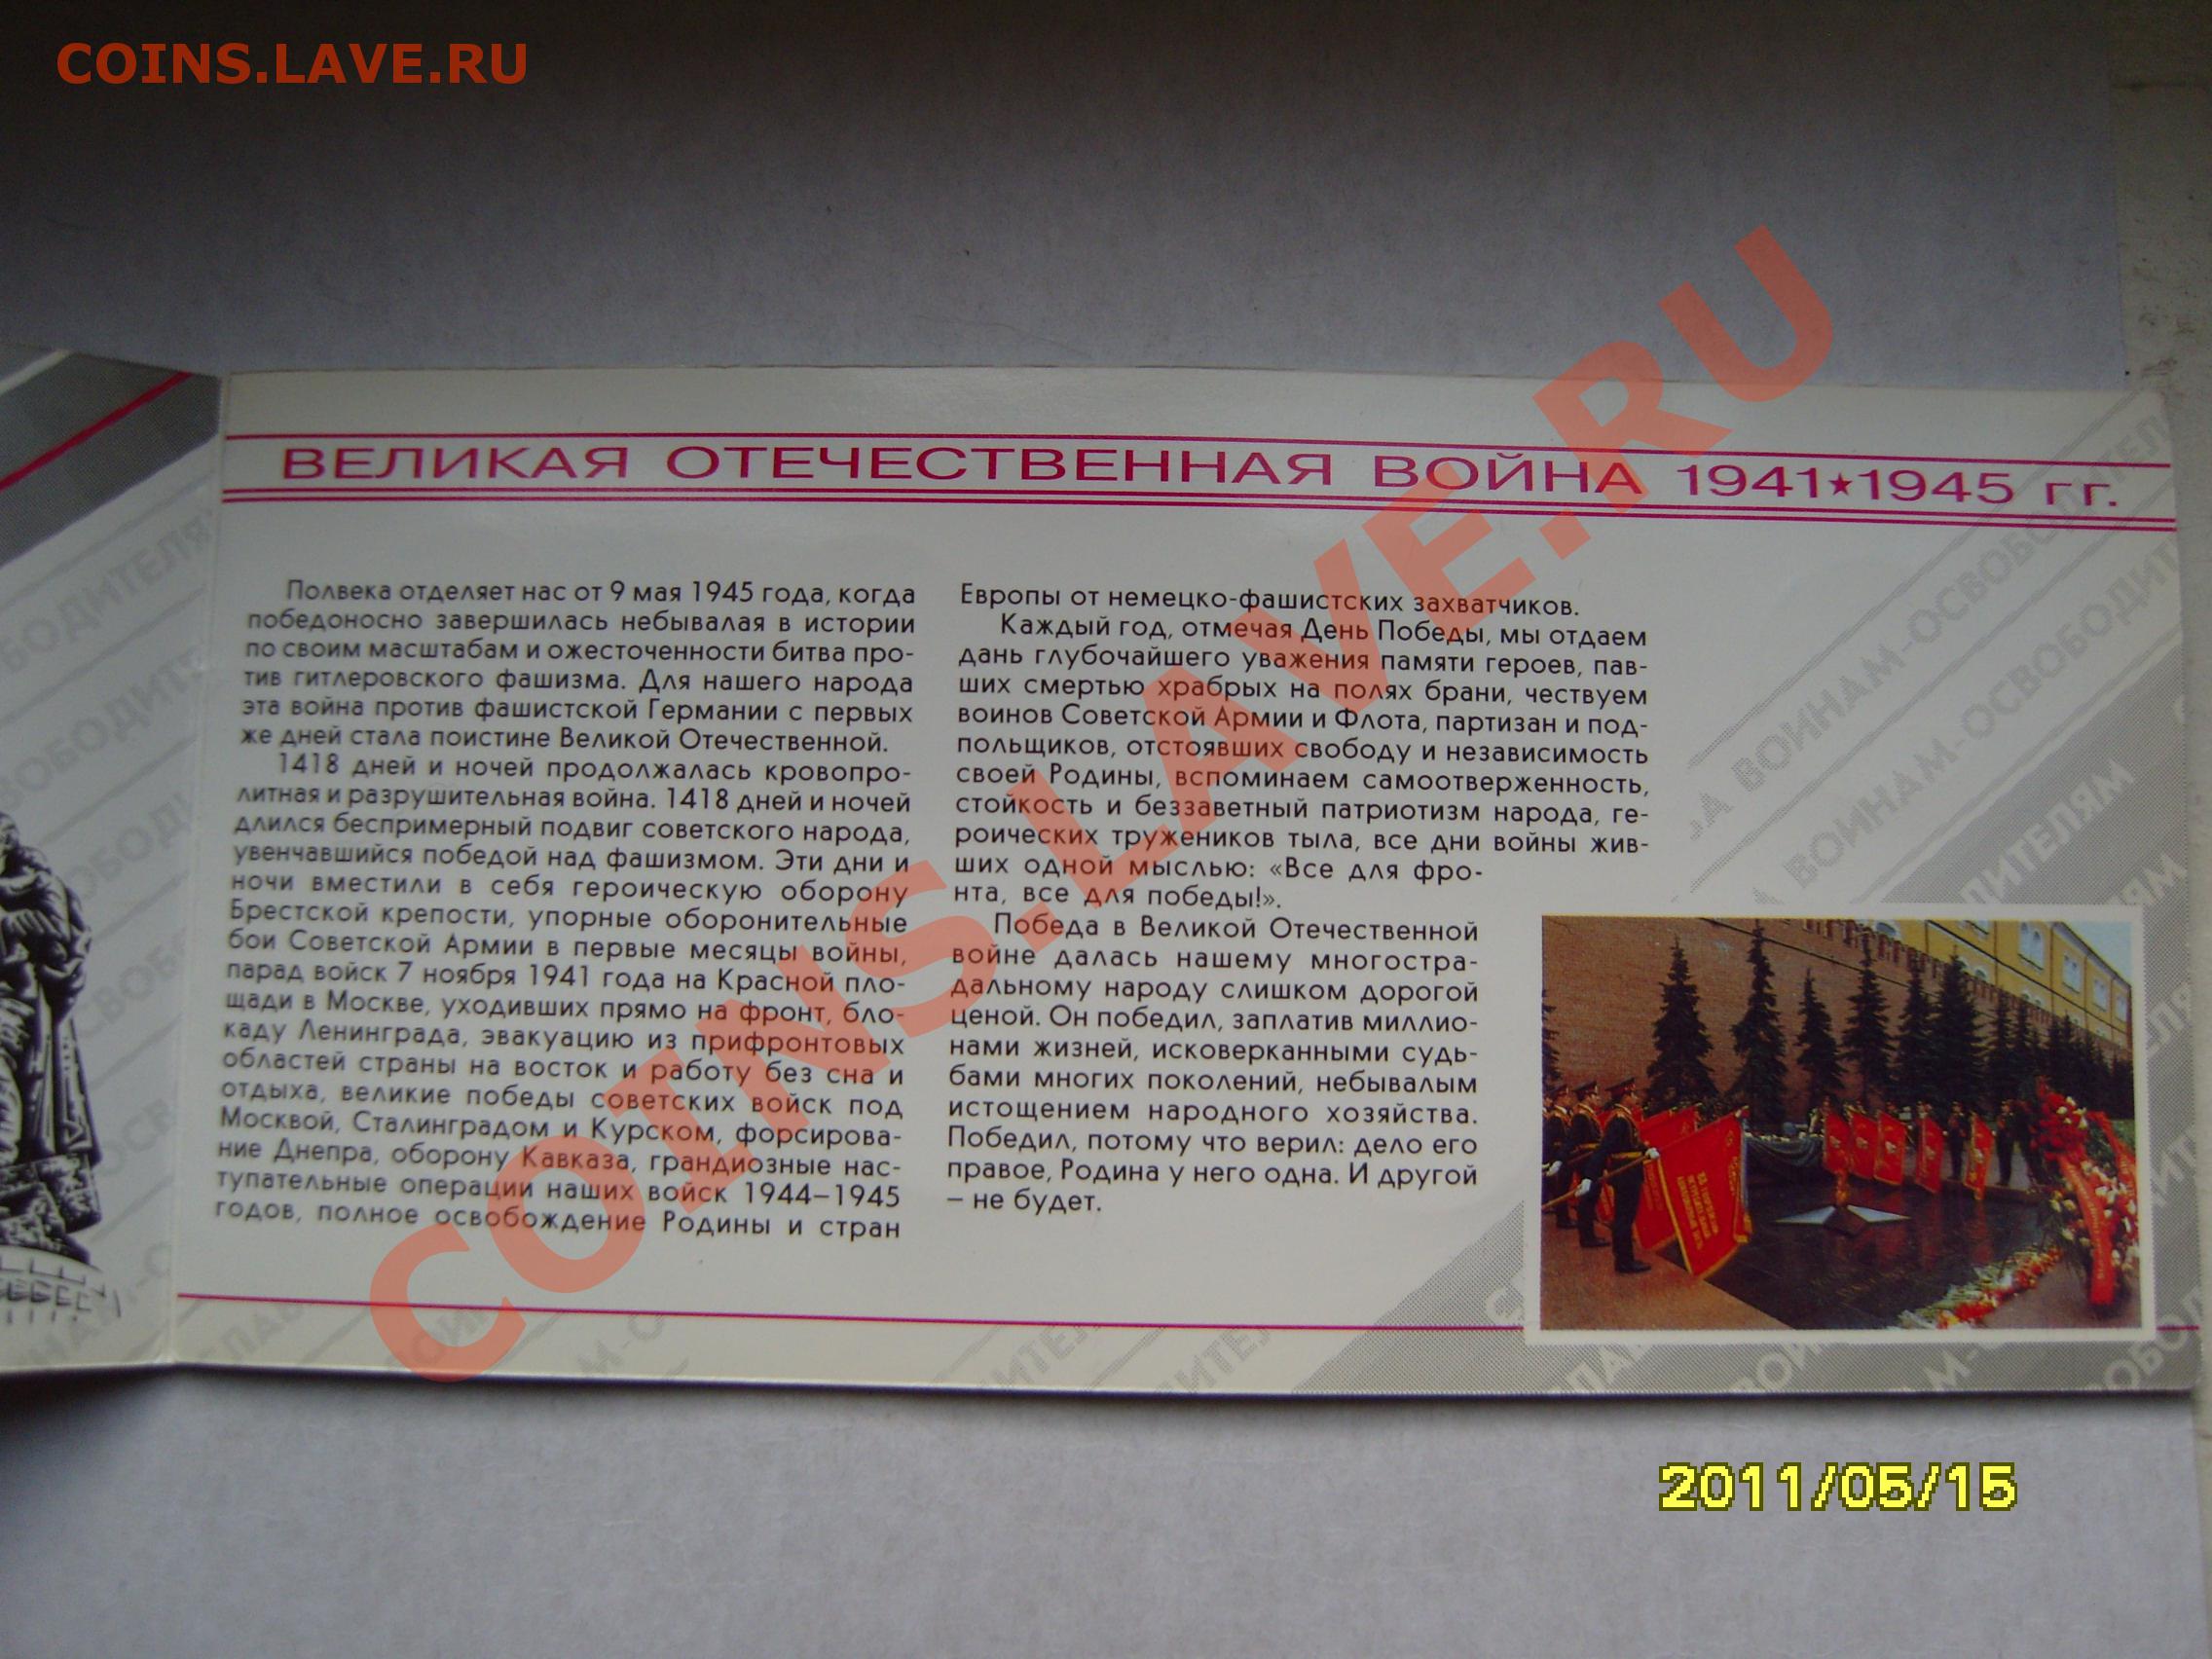 COINS.LAVE.RU
ВЕЛИКАЯ ОТЕЧЕСТВЕННАЯ ВОЙНА 1941★1945 гг.
Полвека отделяет нас от 9 мая 1945 года, когда
победоносно завершилась небывалая в истории
по своим масштабам и ожесточенности битва про-
тив гитлеровского фашизма. Для нашего народа
эта война против фашистской Германии с первых
же дней стала поистине Великой Отечественной.
1418 дней и ночей продолжалась кровопро-
литная и разрушительная война. 1418 дней и ночей
длился беспримерный подвиг советского народа,
увенчавшийся победой над фашизмом. Эти дни и
ночи вместили в себя героическую оборону
Брестской крепости, упорные оборонительные
бои Советской Армии в первые месяцы войны,
парад войск 7 ноября 1941 года на Красной пло-
щади в Москве, уходивших прямо на фронт, бло-
каду Ленинграда, эвакуацию из прифронтовых
областей страны на восток и работу без сна и
отдыха, великие победы советских войск под
Москвой, Сталинградом и Курском, форсирова-
ние Днепра, оборону Кавказа, грандиозные нас-
тупательные операции наших войск 1944–1945
годов, полное освобождение Родины и стран
Европы от немецко-фашистских захватчиков.
Каждый год, отмечая День Победы, мы отдаем
дань глубочайшего уважения памяти героев, пав-
ших смертью храбрых на полях брани, чествуем
воинов Советской Армии и Флота, партизан и под-
польщиков, отстоявших свободу и независимость
своей Родины, вспоминаем самоотверженность,
стойкость и беззаветный патриотизм народа, ге-
роических тружеников тыла, все дни войны жив-
ших одной мыслью: «Все для фро-
нта, все для победы!».
Победа в Великой Отечественной
войне далась нашему многостра-
дальному народу слишком дорогой
ценой. Он победил, заплатив миллио-
нами жизней, исковерканными судь-
бами многих поколений, небывалым
истощением народного хозяйства.
Победил, потому что верил: дело его
правое, Родина у него одна. И другой
– не будет.
COINS.LAVE.RU
ВОИНАМ-ОСВОБОДИТЕЛЯМ
2011/05/15